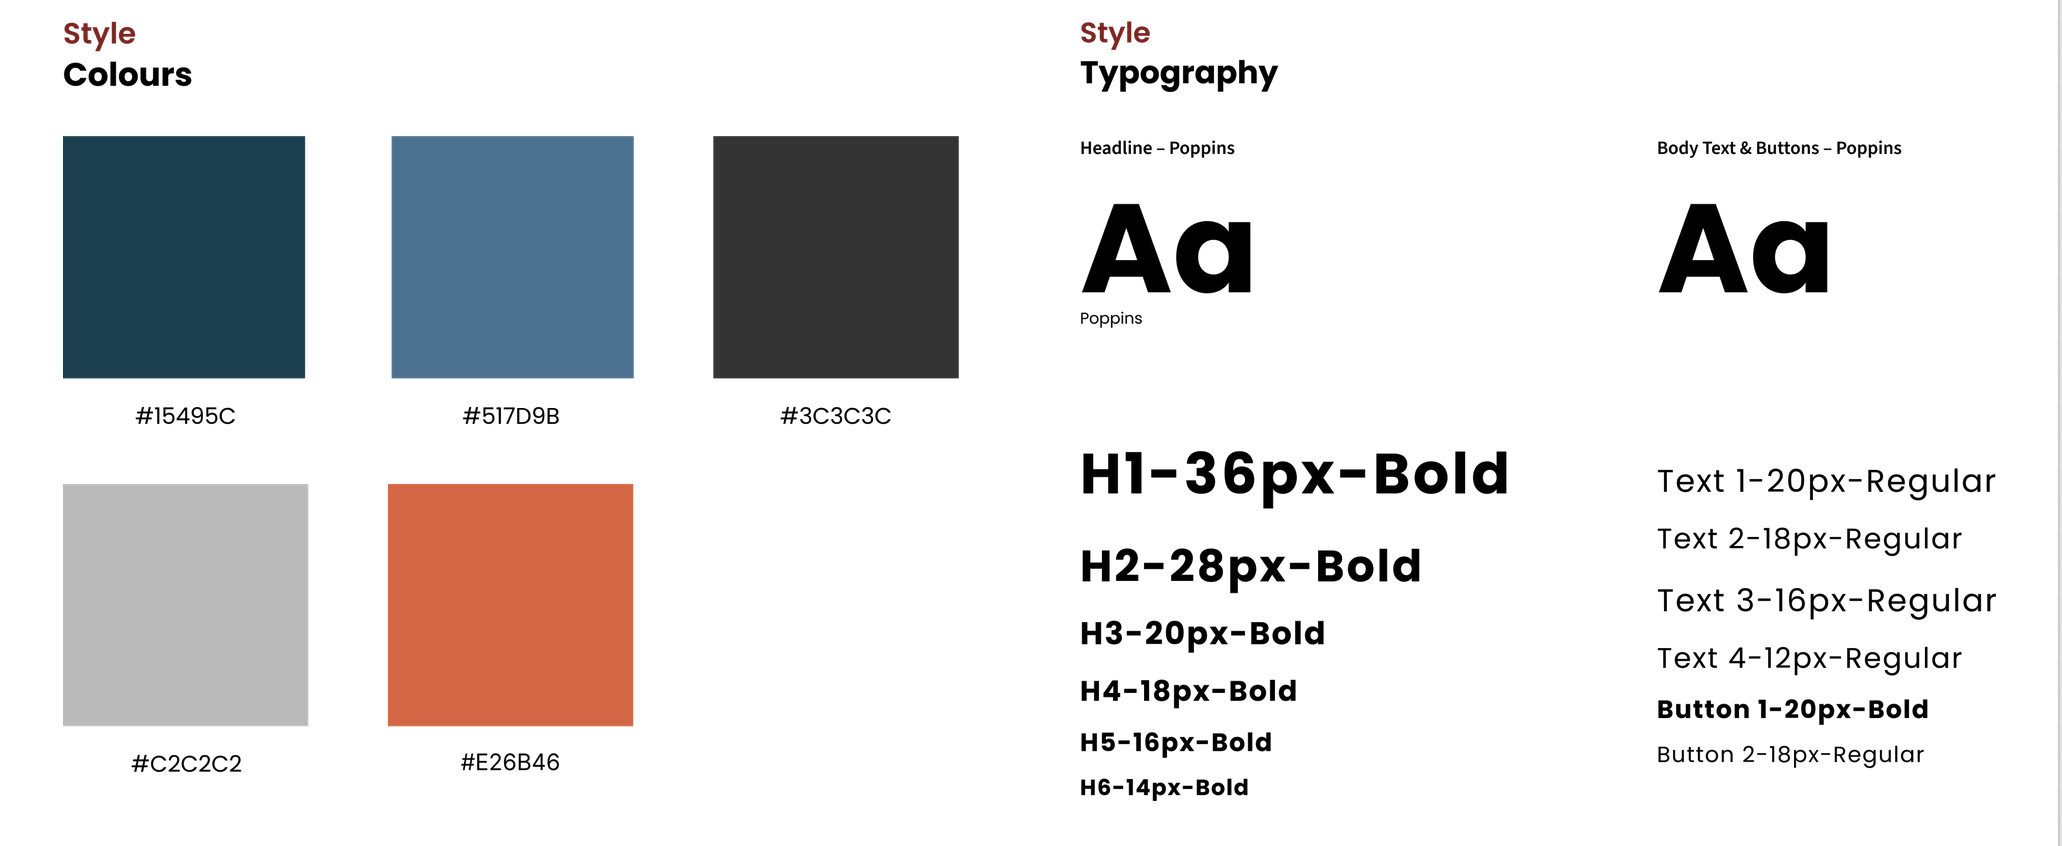 Style
Colours
#15495C
#517D9B
#3C3C3C
#C2C2C2
#E26B46
Style
Typography
Headline – Poppins
Aa
Poppins
H1-36px-Bold
H2-28px-Bold
H3-20px-Bold
H4-18px-Bold
H5-16px-Bold
H6-14px-Bold
Body Text & Buttons – Poppins
Aa
Text 1-20px-Regular
Text 2-18px-Regular
Text 3-16px-Regular
Text 4-12px-Regular
Button 1-20px-Bold
Button 2-18px-Regular